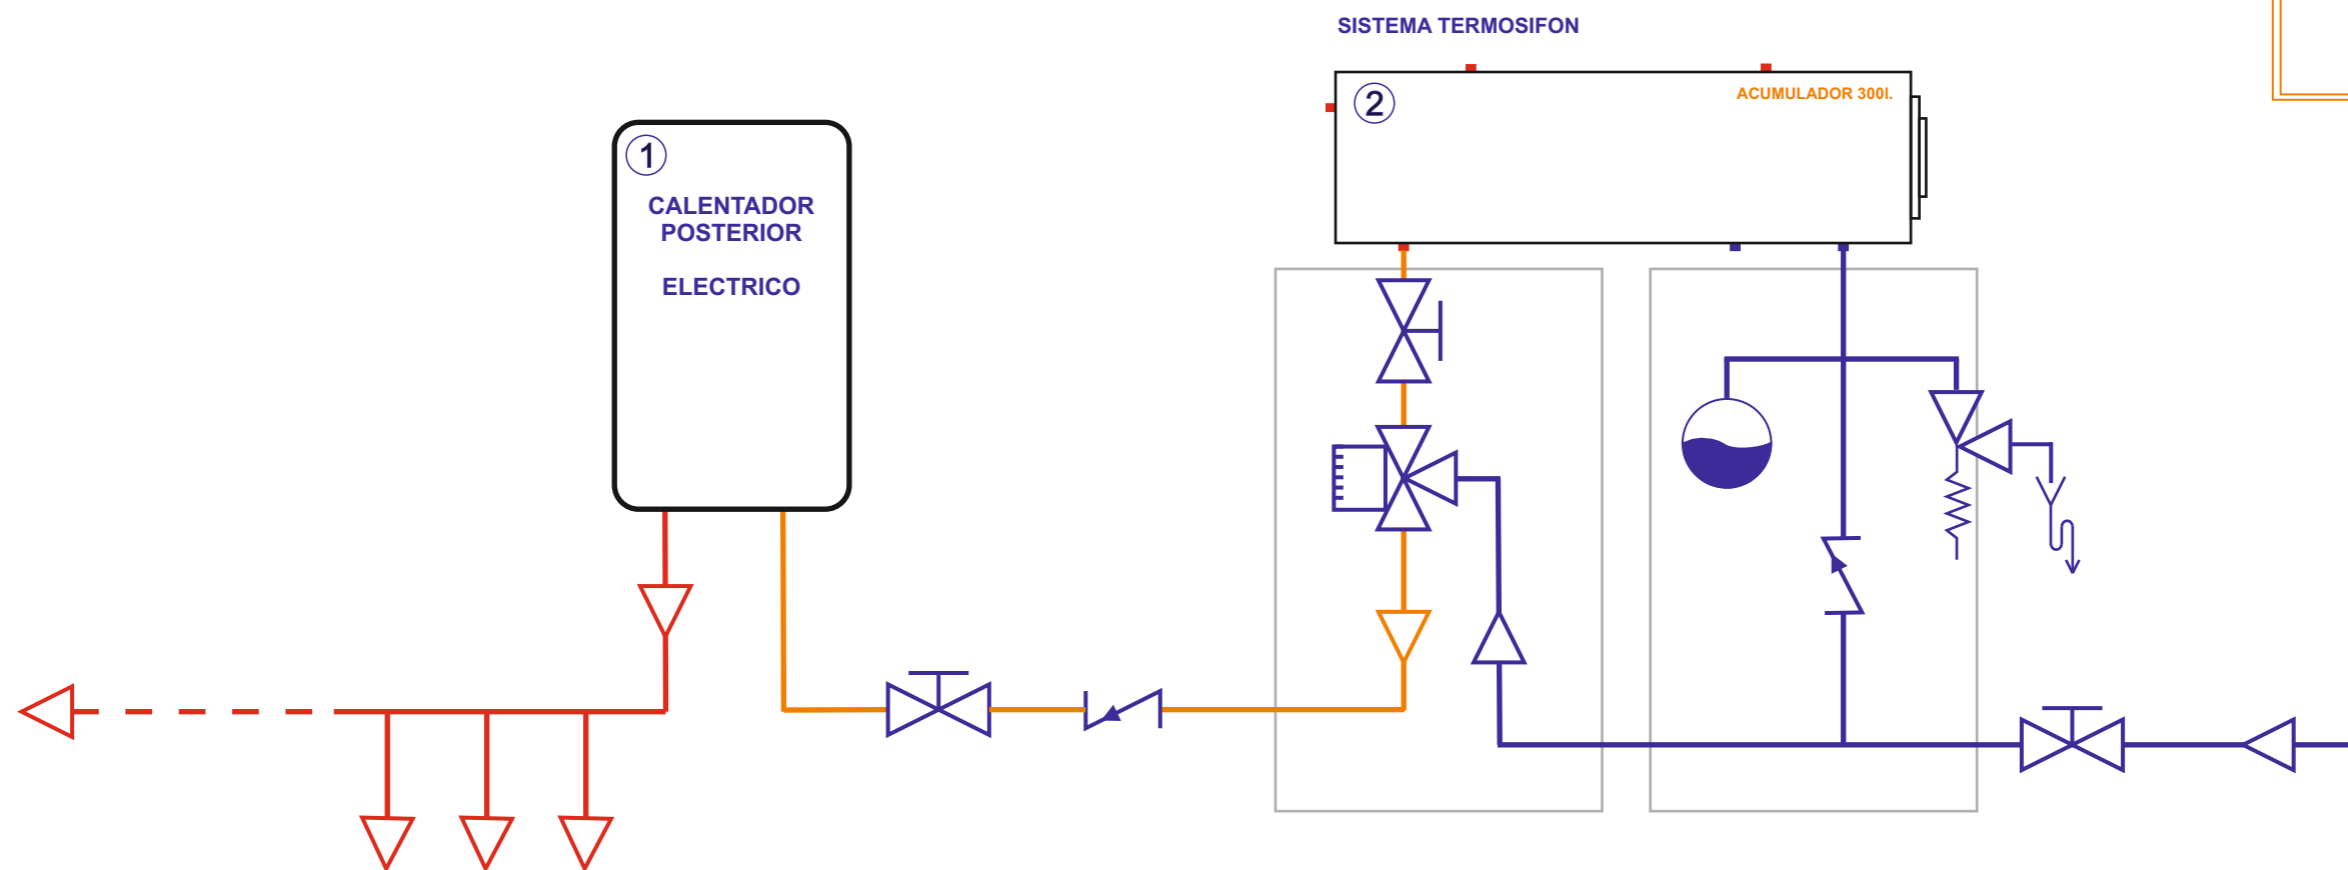 SISTEMA TERMOSIFON
2
ACUMULADOR 300l.
1
CALENTADOR
POSTERIOR
ELECTRICO